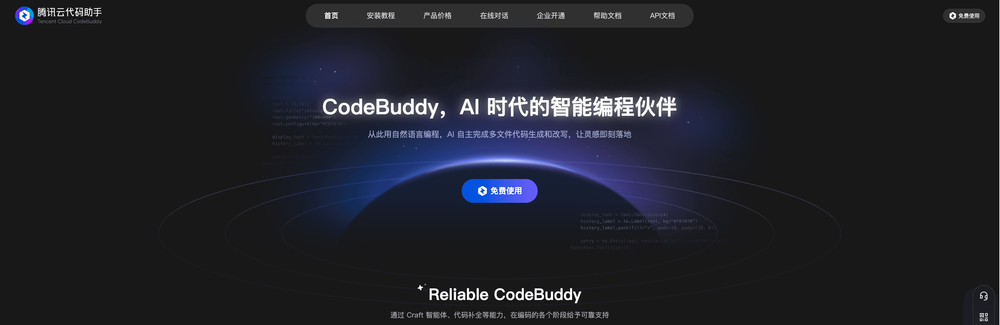 腾讯云代码助手
Tencent Cloud CodeBuddy
首页 安装教程 产品价格 在线对话 企业开通 帮助文档 API文档
免费使用
CodeBuddy，AI 时代的智能编程伙伴
从此用自然语言编程，AI 自主完成多文件代码生成和改写，让灵感即刻落地
免费使用
Reliable CodeBuddy
通过 Craft 智能体、代码补全等能力，在编码的各个阶段给予可靠支持